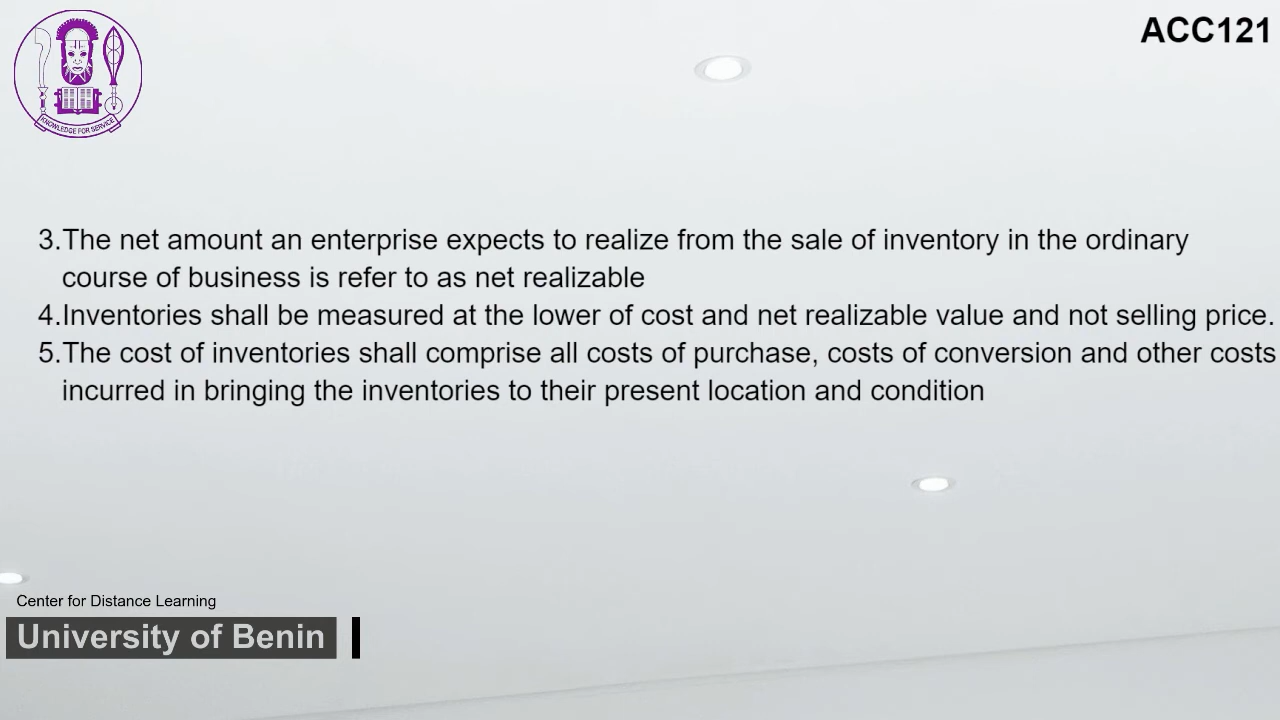 ACC121
KNOWLEDGE FOR SERVICE
3.The net amount an enterprise expects to realize from the sale of inventory in the ordinary
course of business is refer to as net realizable
4.Inventories shall be measured at the lower of cost and net realizable value and not selling price.
5.The cost of inventories shall comprise all costs of purchase, costs of conversion and other costs
incurred in bringing the inventories to their present location and condition
Center for Distance Learning
University of Benin